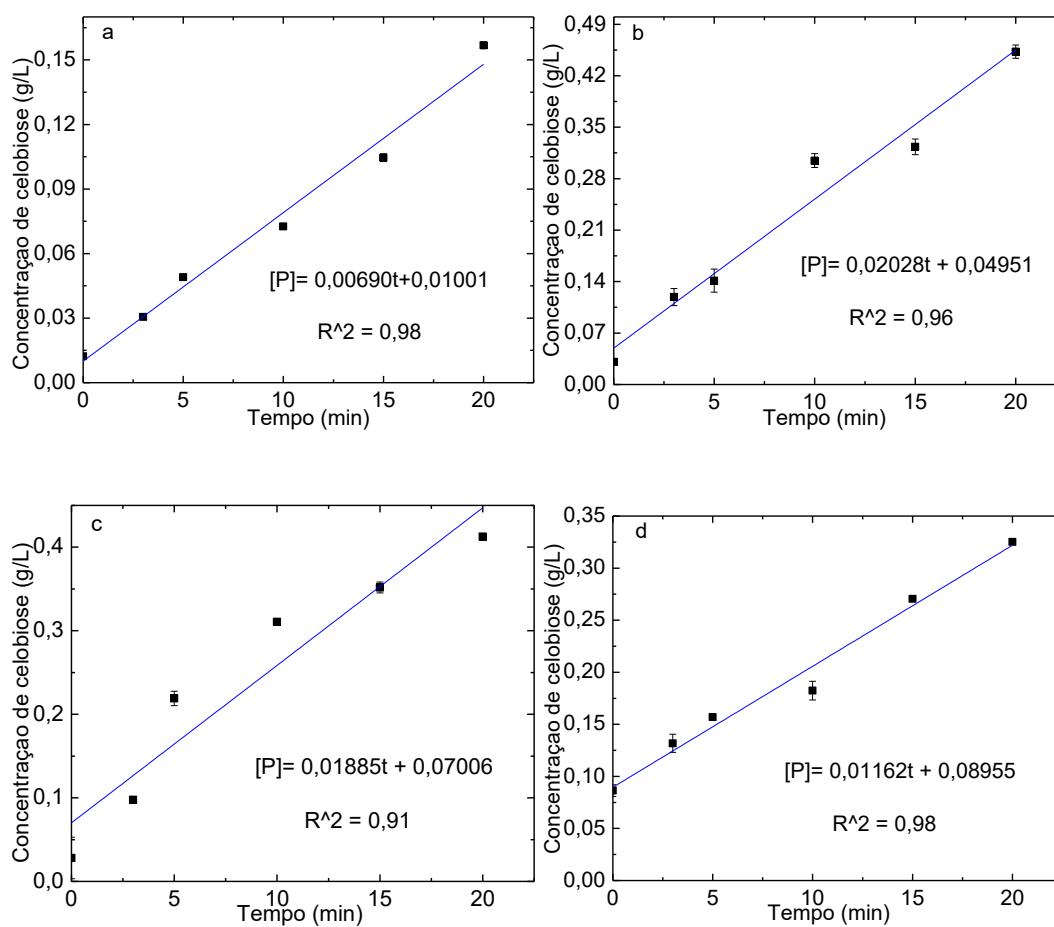 a
Concentraçao de celobiose (g/L)
0,15
0,12
0,09
0,06
0,03
0,00
[P]= 0,00690t+0,01001
R^2 = 0,98
0 5 10 15 20
Tempo (min)
b
Concentraçao de celobiose (g/L)
0,49
0,42
0,35
0,28
0,21
0,14
0,07
0,00
[P]= 0,02028t + 0,04951
R^2 = 0,96
0 5 10 15 20
Tempo (min)
c
Concentraçao de celobiose (g/L)
0,4
0,3
0,2
0,1
0,0
[P]= 0,01885t + 0,07006
R^2 = 0,91
0 5 10 15 20
Tempo (min)
d
Concentraçao de celobiose (g/L)
0,35
0,30
0,25
0,20
0,15
0,10
0,05
0,00
[P]= 0,01162t + 0,08955
R^2 = 0,98
0 5 10 15 20
Tempo (min)